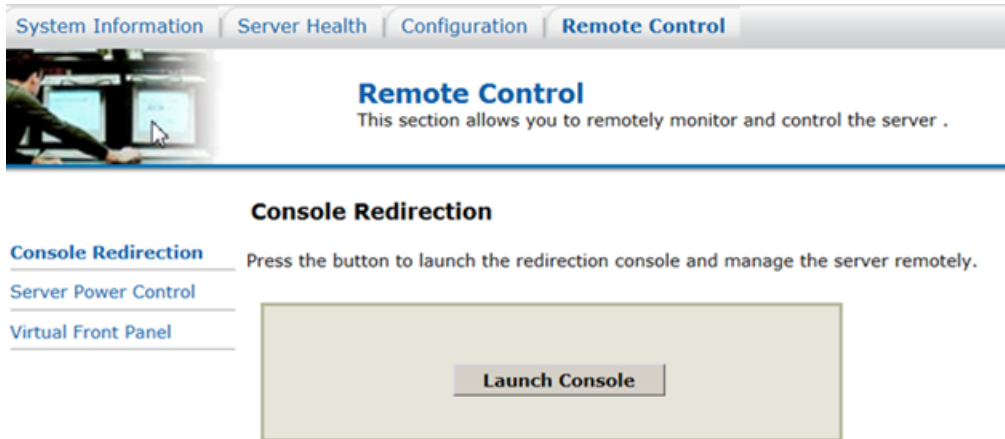 System Information
Server Health
Configuration
Remote Control
Remote Control
This section allows you to remotely monitor and control the server .
Console Redirection
Console Redirection
Press the button to launch the redirection console and manage the server remotely.
Server Power Control
Virtual Front Panel
Launch Console